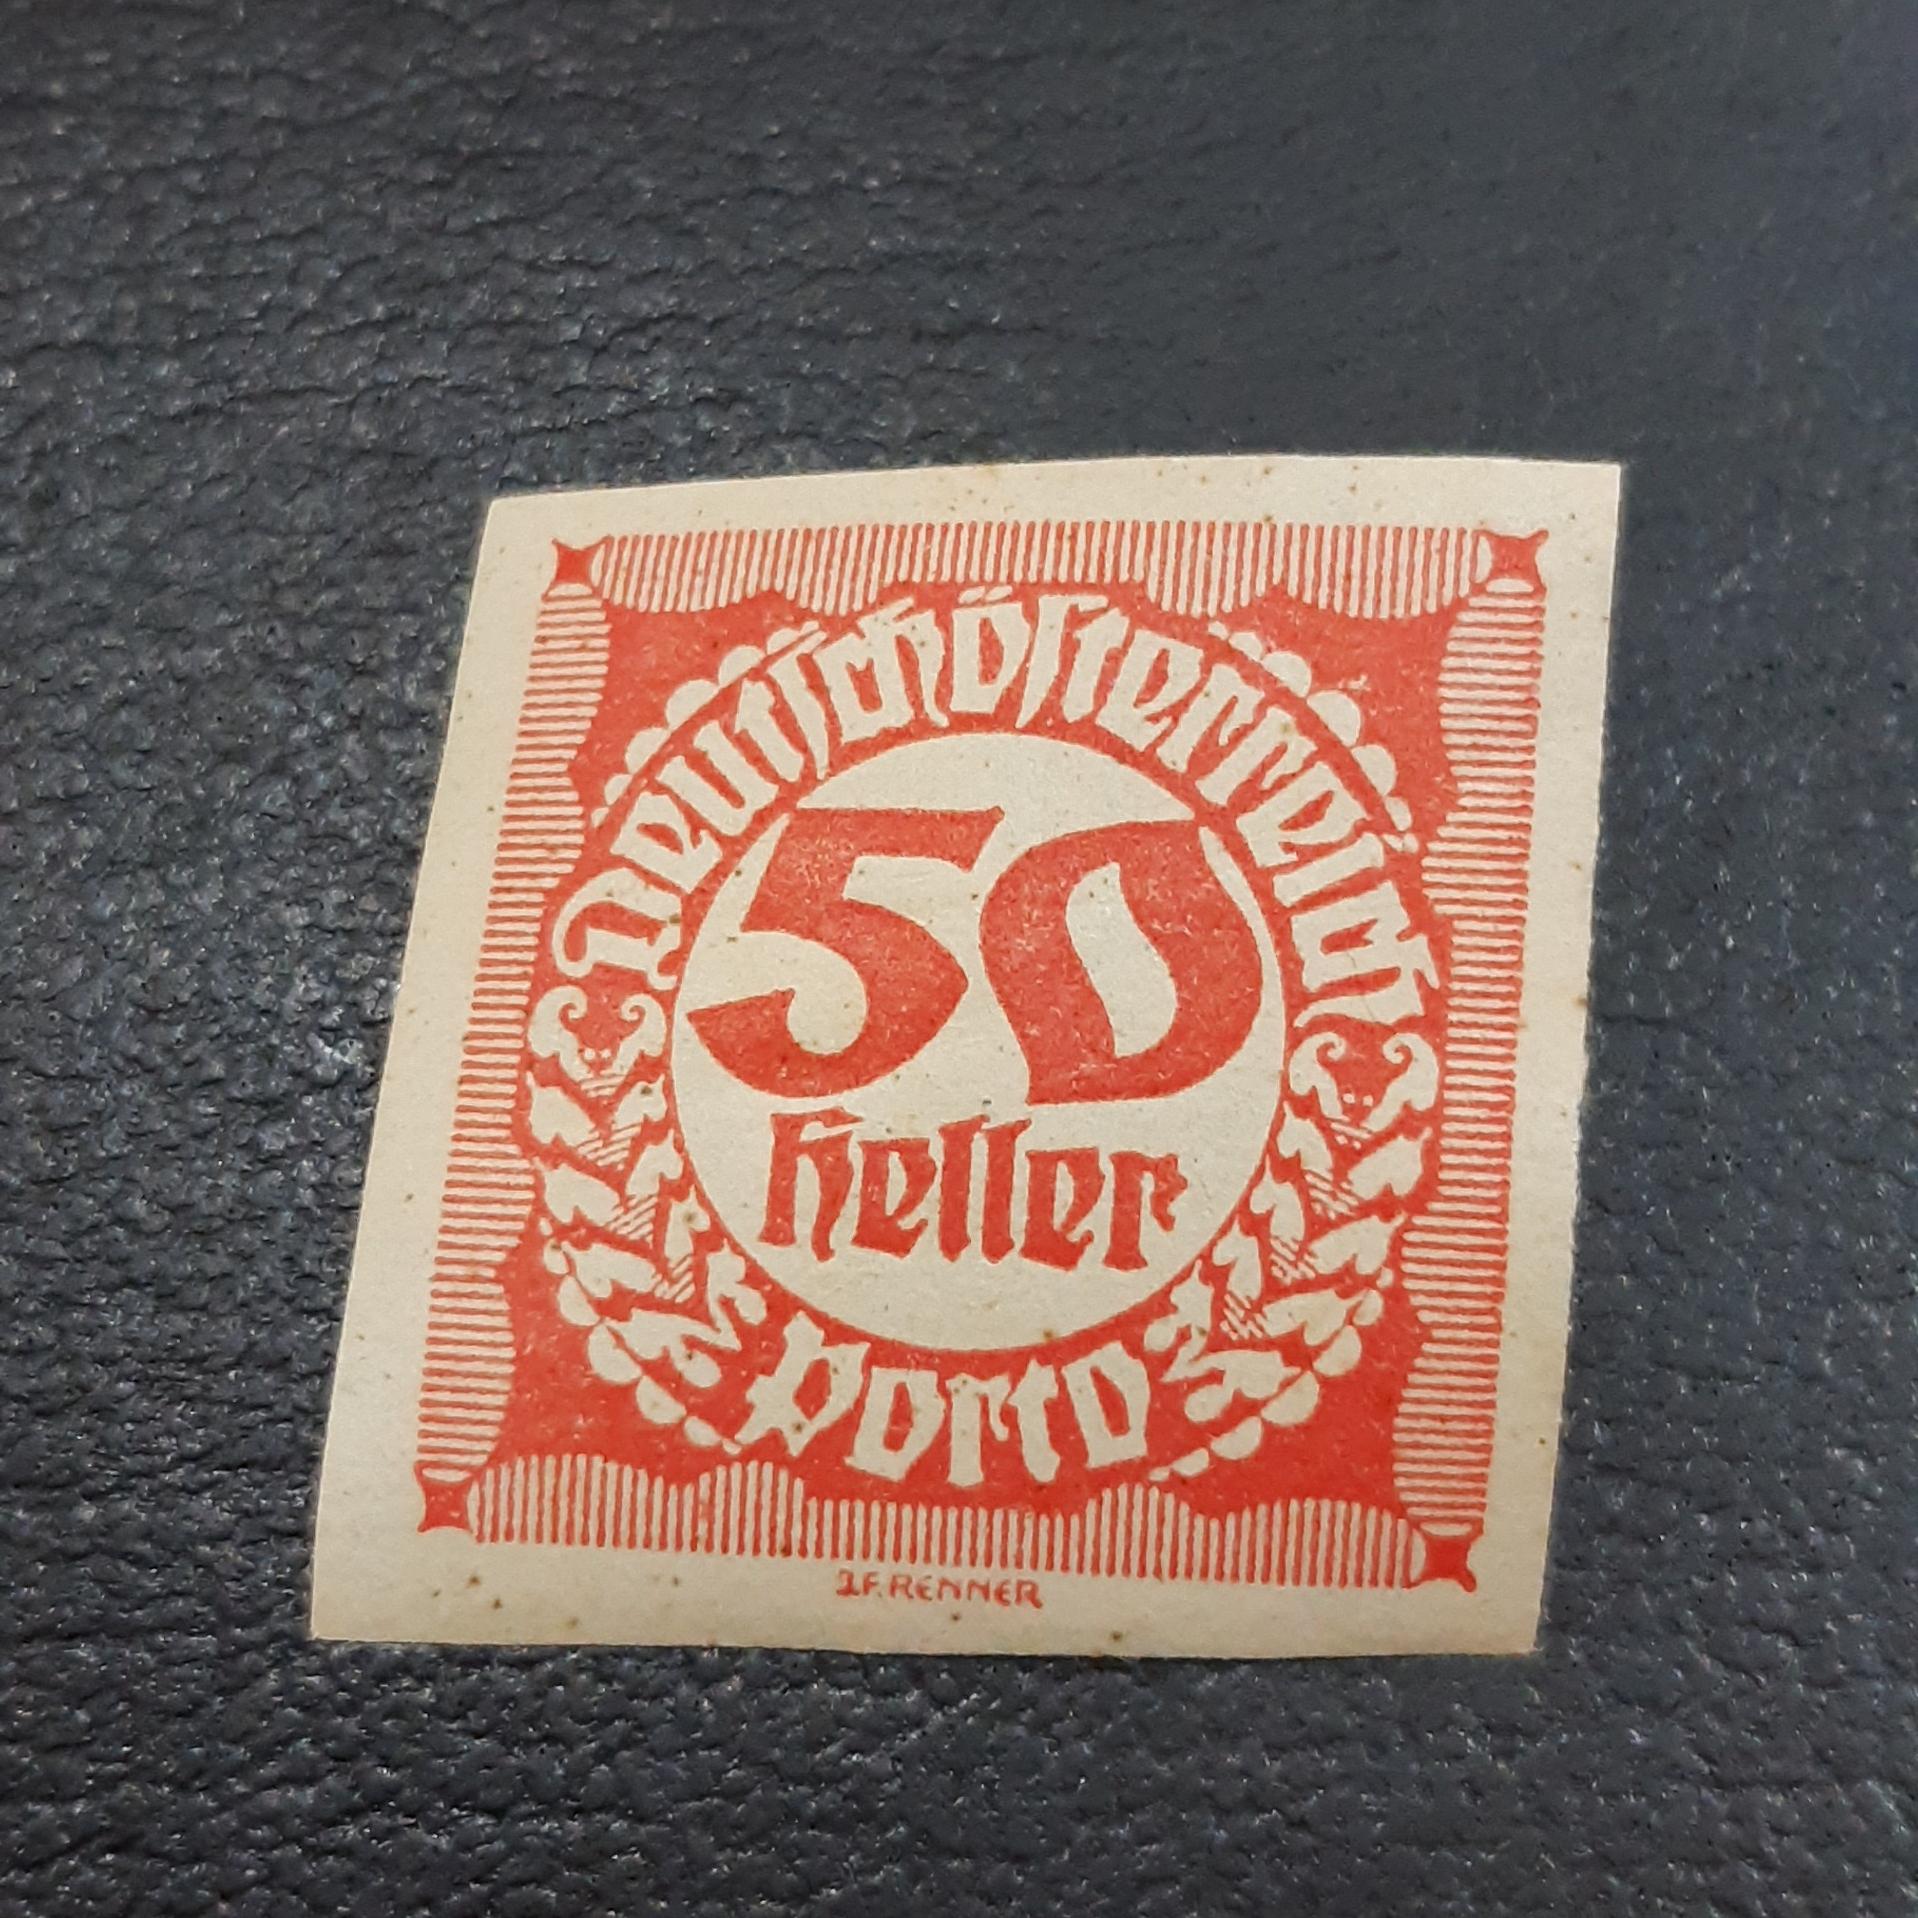 Deutschösterreich
50
heller
Porto
J.F.RENNER